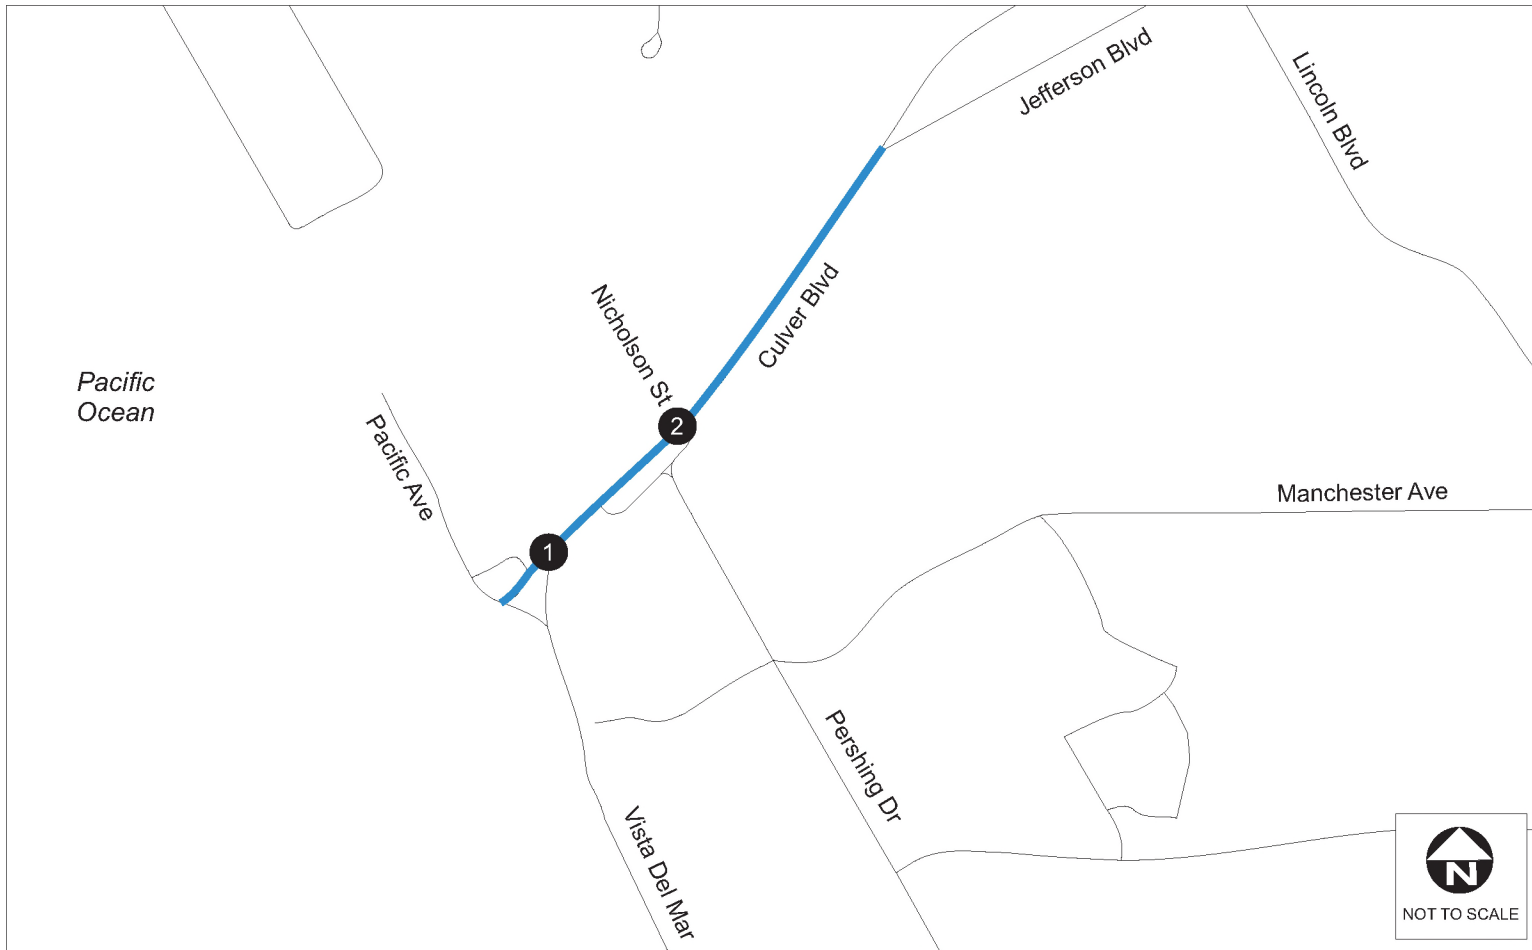 Jefferson Blvd
Lincoln Blvd
Culver Blvd
Nicholson St
Pacific
Ocean
2
Pacific Ave
Manchester Ave
1
Pershing Dr
Vista Del Mar
N
NOT TO SCALE